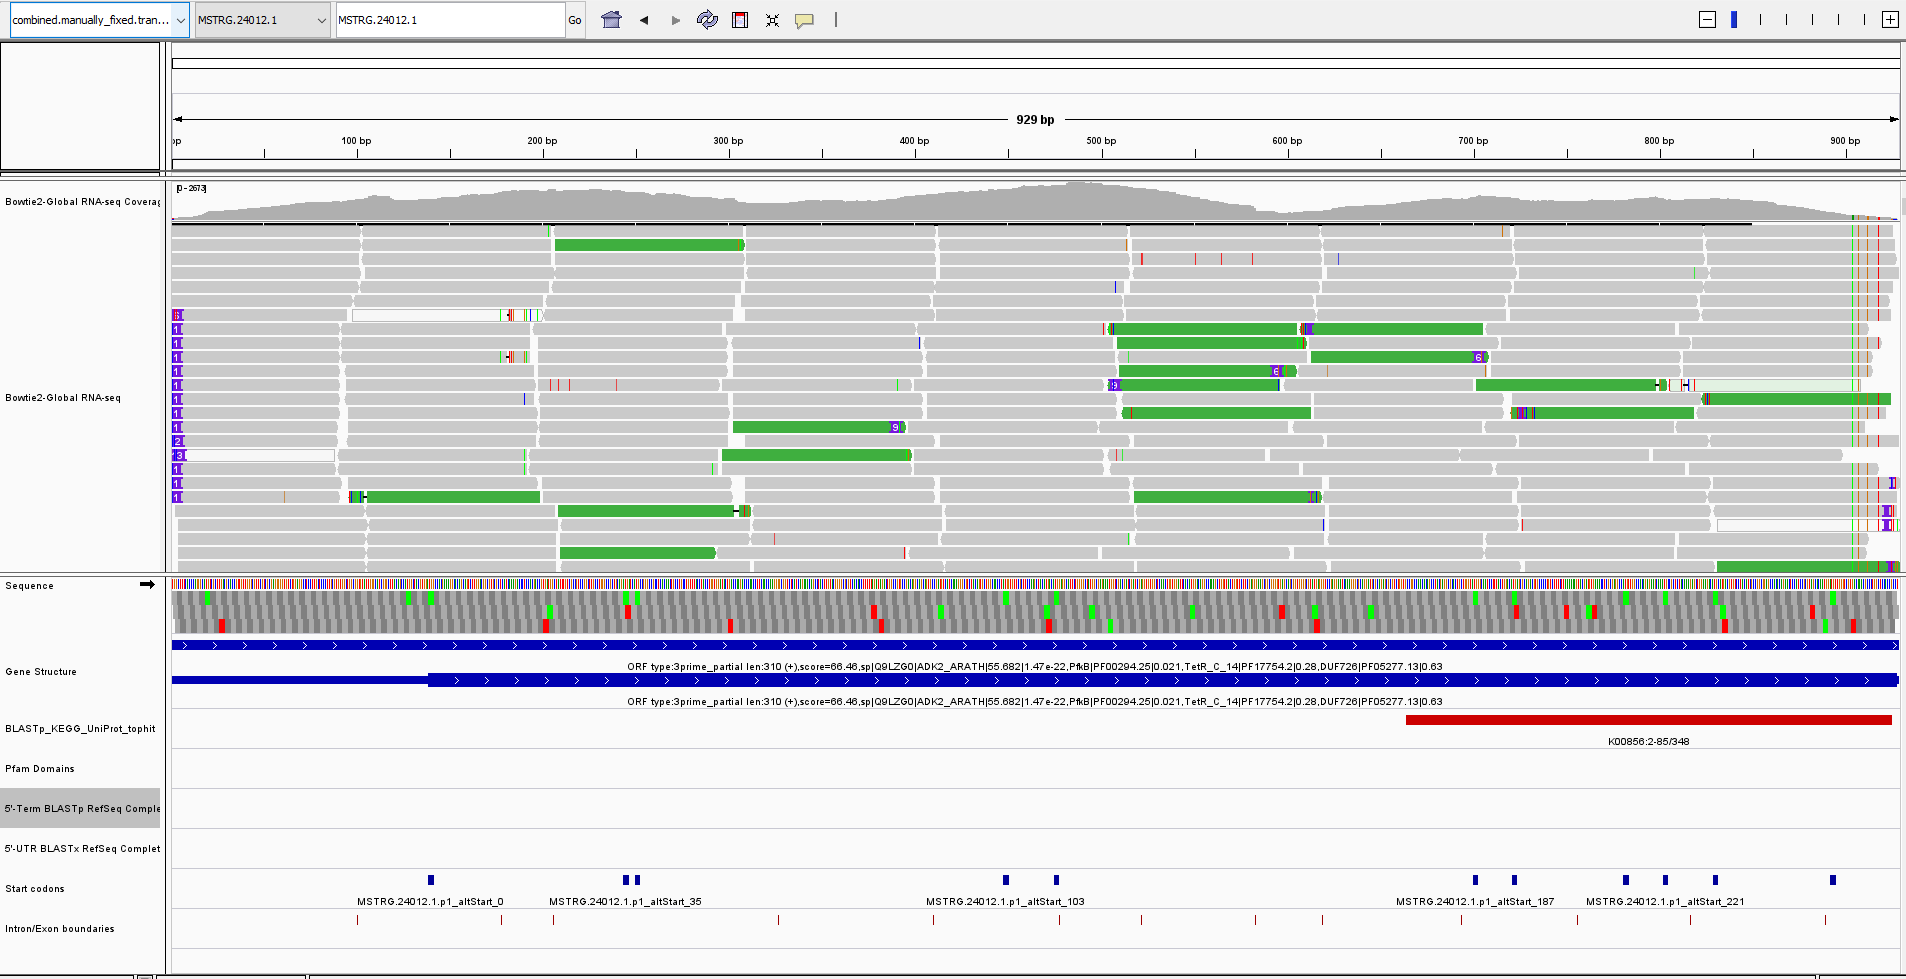 combined.manually_fixed.tran... MSTRG.24012.1 MSTRG.24012.1 Go
929 bp
100 bp 200 bp 300 bp 400 bp 500 bp 600 bp 700 bp 800 bp 900 bp
[0 - 2673]
Bowtie2-Global RNA-seq Coverag
Bowtie2-Global RNA-seq
Sequence
Gene Structure
ORF type:3prime_partial len:310 (+),score=66.46,sp|Q9LZG0|ADK2_ARATH|55.682|1.47e-22,PfkB|PF00294.25|0.021,TetR_C_14|PF17754.2|0.28,DUF726|PF05277.13|0.63
ORF type:3prime_partial len:310 (+),score=66.46,sp|Q9LZG0|ADK2_ARATH|55.682|1.47e-22,PfkB|PF00294.25|0.021,TetR_C_14|PF17754.2|0.28,DUF726|PF05277.13|0.63
BLASTp_KEGG_UniProt_tophit
K00856:2-85/348
Pfam Domains
5'-Term BLASTp RefSeq Comple
5'-UTR BLASTx RefSeq Complet
Start codons
MSTRG.24012.1.p1_altStart_0 MSTRG.24012.1.p1_altStart_35 MSTRG.24012.1.p1_altStart_103 MSTRG.24012.1.p1_altStart_187 MSTRG.24012.1.p1_altStart_221
Intron/Exon boundaries